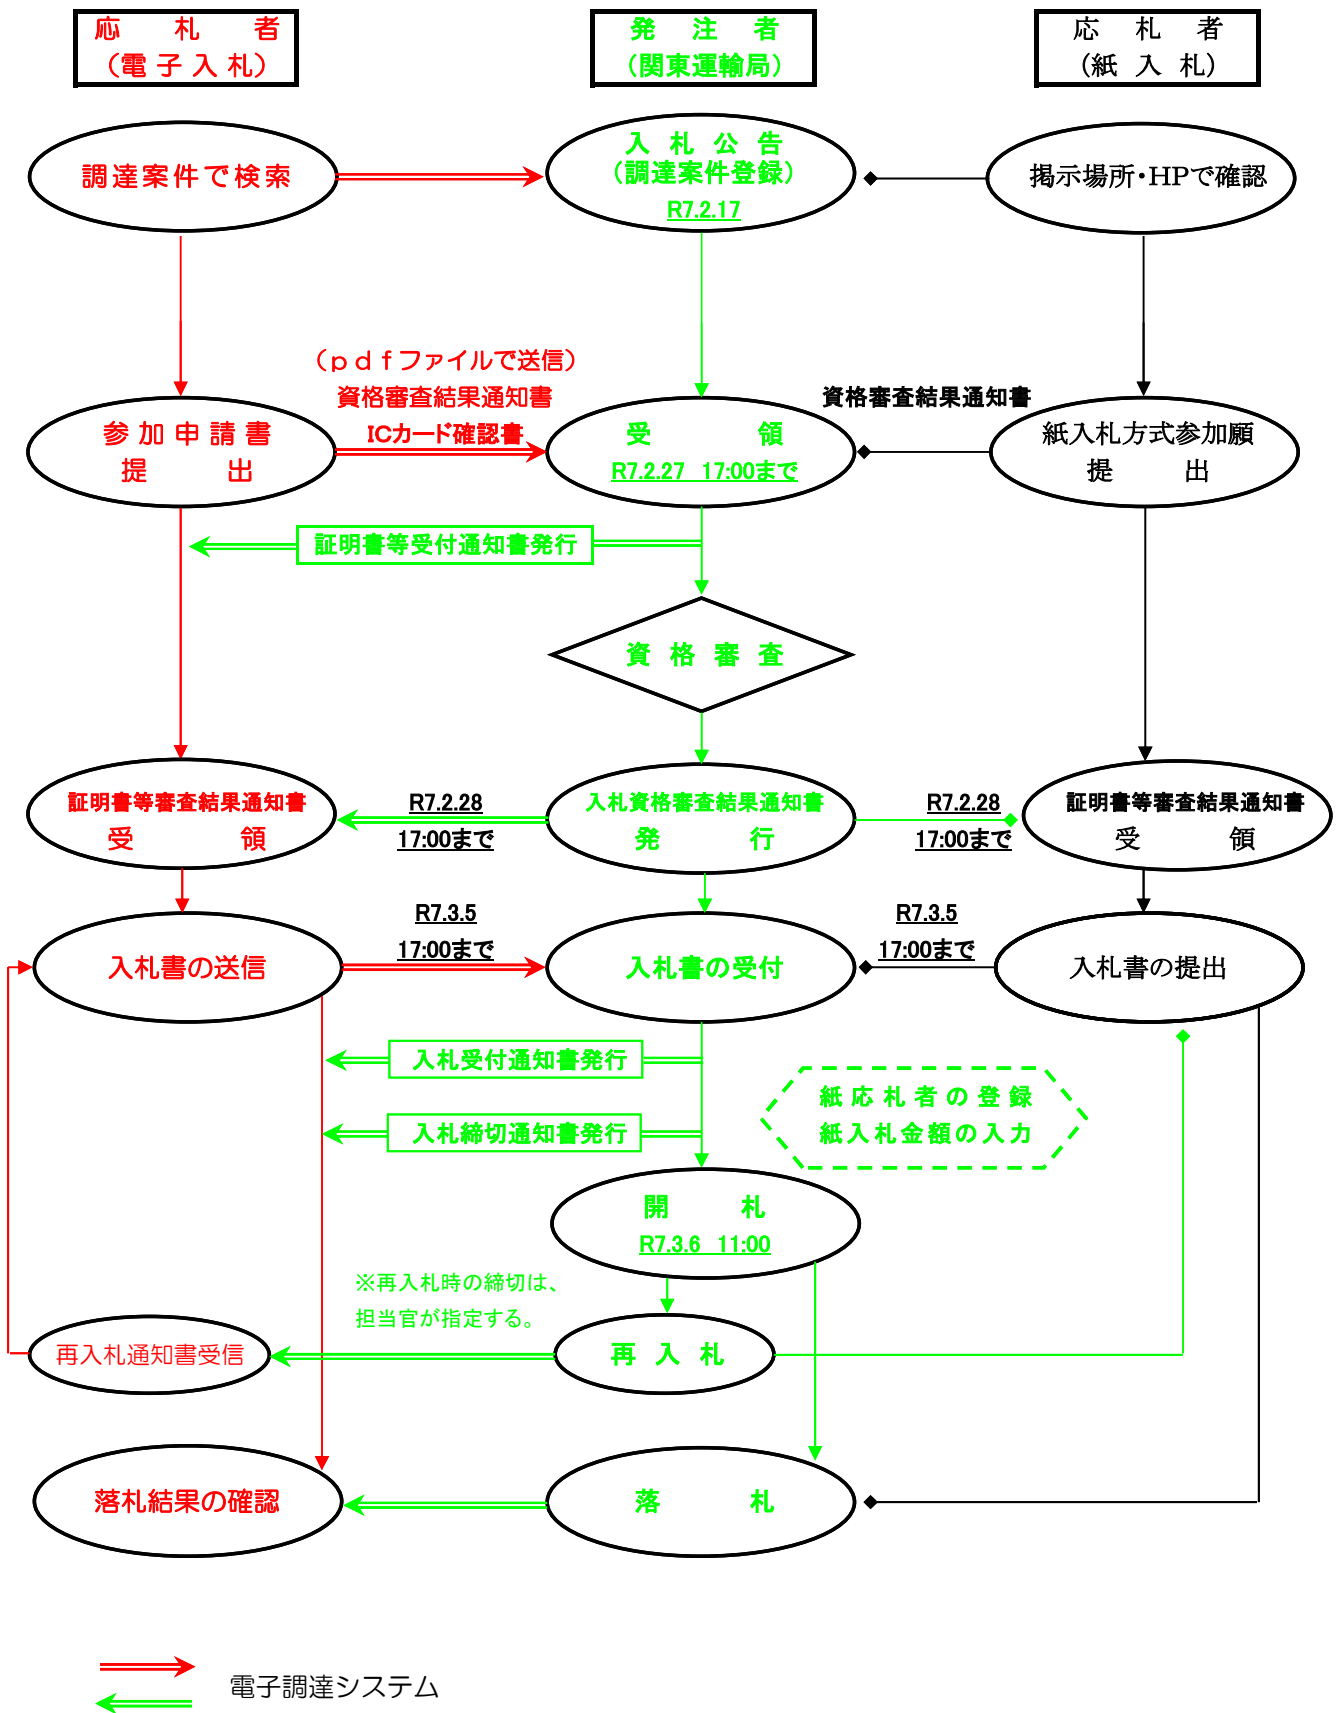 応　札　者
（電子入札）
発　注　者
（関東運輸局）
応　札　者
（紙　入　札）
調達案件で検索
入札公告
（調達案件登録）
R7.2.17
掲示場所・HPで確認
（ｐｄｆファイルで送信）
資格審査結果通知書
ICカード確認書
資格審査結果通知書
参加申請書
提　出
受　領
R7.2.27　17:00まで
紙入札方式参加願
提　出
証明書等受付通知書発行
資格審査
証明書等審査結果通知書
受　領
R7.2.28
17:00まで
入札資格審査結果通知書
発　行
R7.2.28
17:00まで
証明書等審査結果通知書
受　領
R7.3.5
17:00まで
R7.3.5
17:00まで
入札書の送信
入札書の受付
入札書の提出
入札受付通知書発行
紙応札者の登録
紙入札金額の入力
入札締切通知書発行
開　札
R7.3.6　11:00
※再入札時の締切は、
担当官が指定する。
再入札通知書受信
再　入　札
落札結果の確認
落　札
電子調達システム